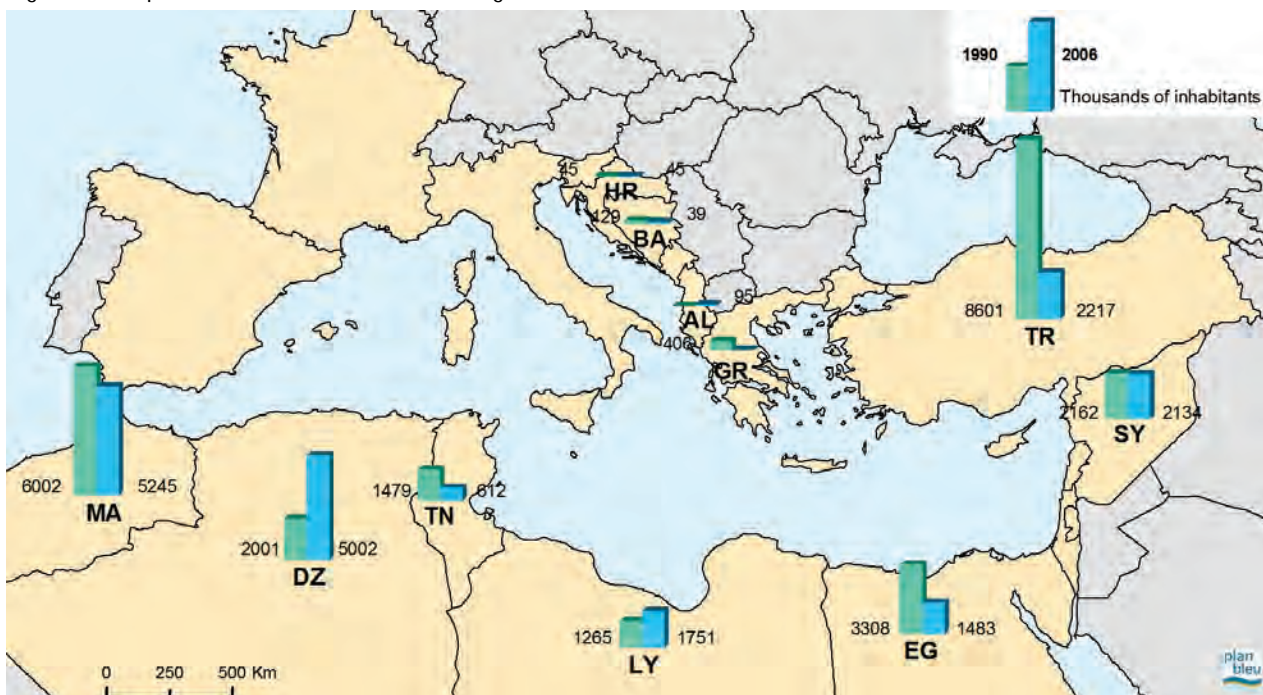 1990 2006
Thousands of inhabitants
45 45
HR
129 39
BA
95
AL
406
GR
8601 2217
TR
2162 2134
SY
6002 5245
MA
2001 5002
DZ
1479 612
TN
1265 1751
LY
3308 1483
EG
0 250 500 Km
plan
bleu